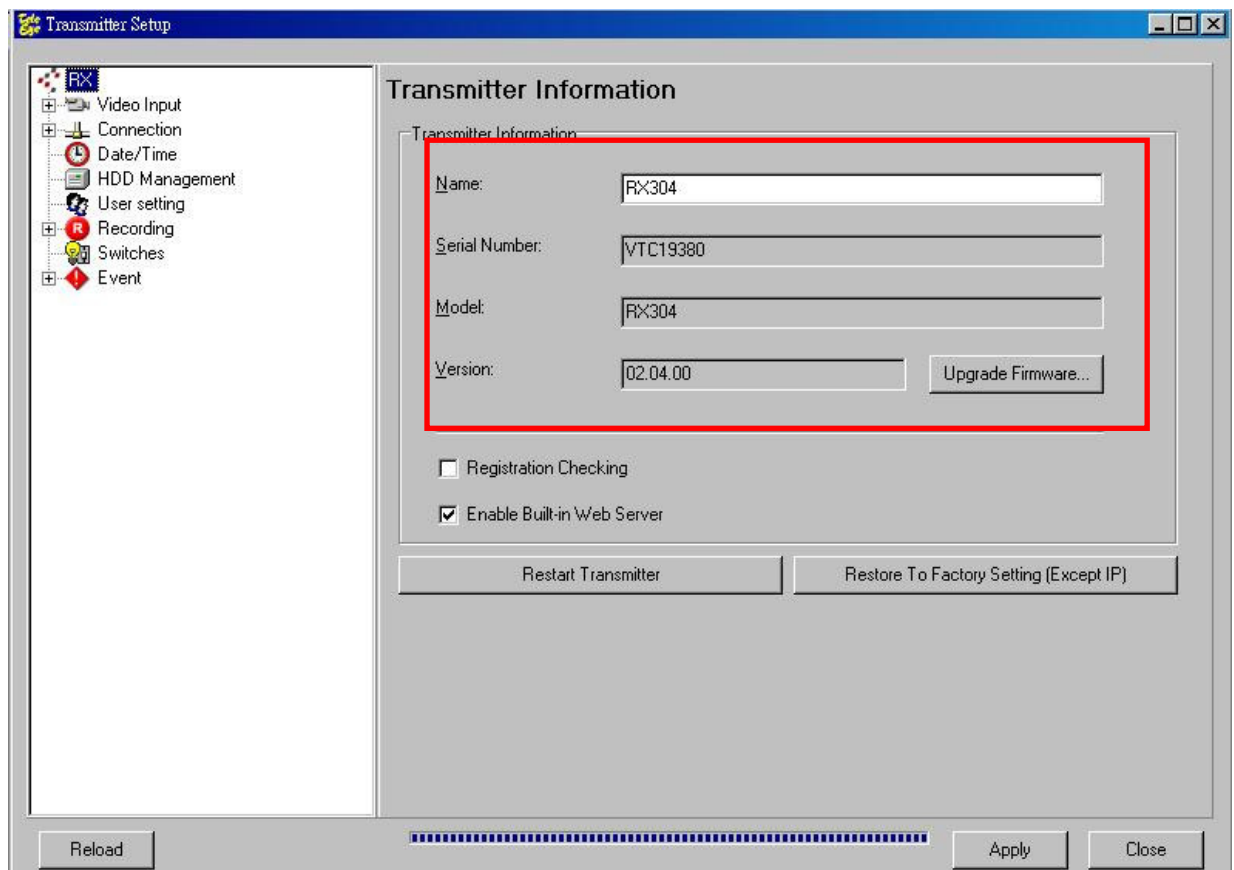 Transmitter Setup
RX
Video Input
Connection
Date/Time
HDD Management
User setting
Recording
Switches
Event
Transmitter Information
Transmitter Information
Name:
RX304
Serial Number:
VTC19380
Model:
RX304
Version:
02.04.00
Upgrade Firmware...
Registration Checking
Enable Built-in Web Server
Restart Transmitter
Restore To Factory Setting (Except IP)
Reload
Apply
Close